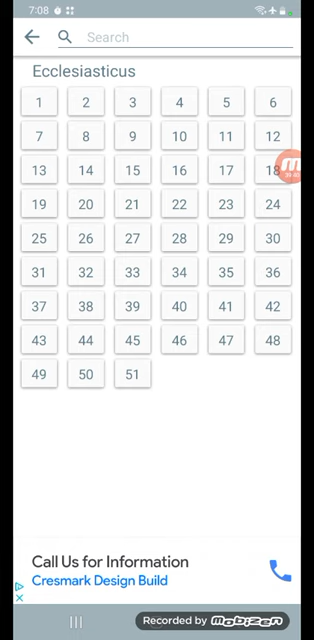 7:08
Search
Ecclesiasticus
1 2 3 4 5 6
7 8 9 10 11 12
13 14 15 16 17 18
19 20 21 22 23 24
25 26 27 28 29 30
31 32 33 34 35 36
37 38 39 40 41 42
43 44 45 46 47 48
49 50 51
Call Us for Information
Cresmark Design Build
Recorded by mobizen